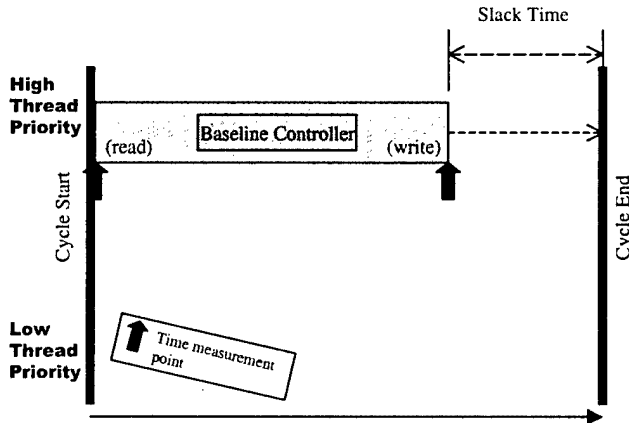 Slack Time
High
Thread
Priority
Baseline Controller
(read)
(write)
Cycle Start
Cycle End
Low
Thread
Priority
Time measurement
point